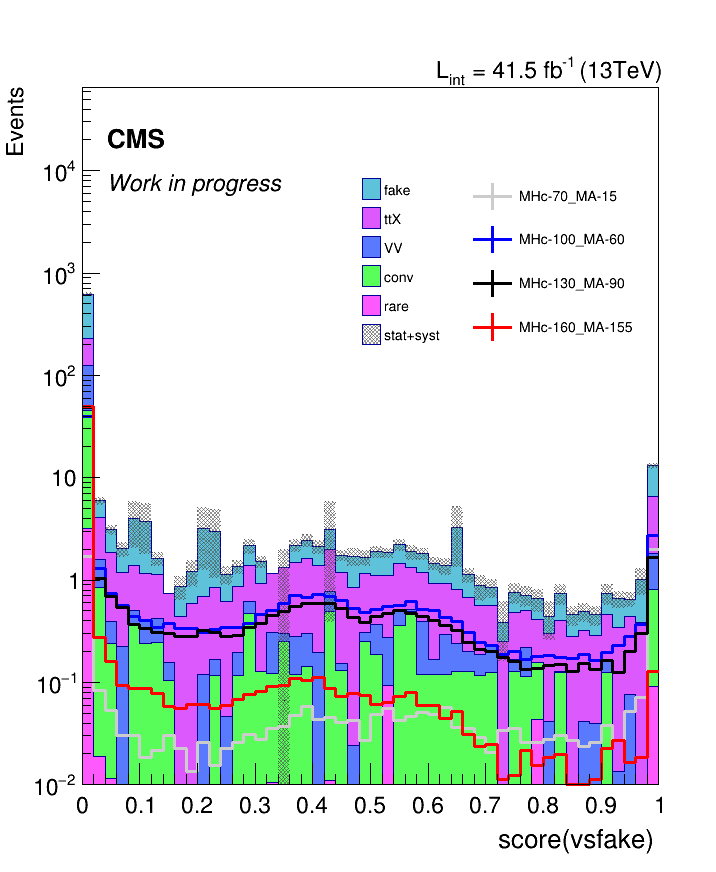 L_int = 41.5 fb^-1 (13TeV)
Events
CMS
Work in progress
fake
ttX
VV
conv
rare
stat+syst
MHc-70_MA-15
MHc-100_MA-60
MHc-130_MA-90
MHc-160_MA-155
10^4
10^3
10^2
10
1
10^-1
10^-2
0 0.1 0.2 0.3 0.4 0.5 0.6 0.7 0.8 0.9 1
score(vsfake)